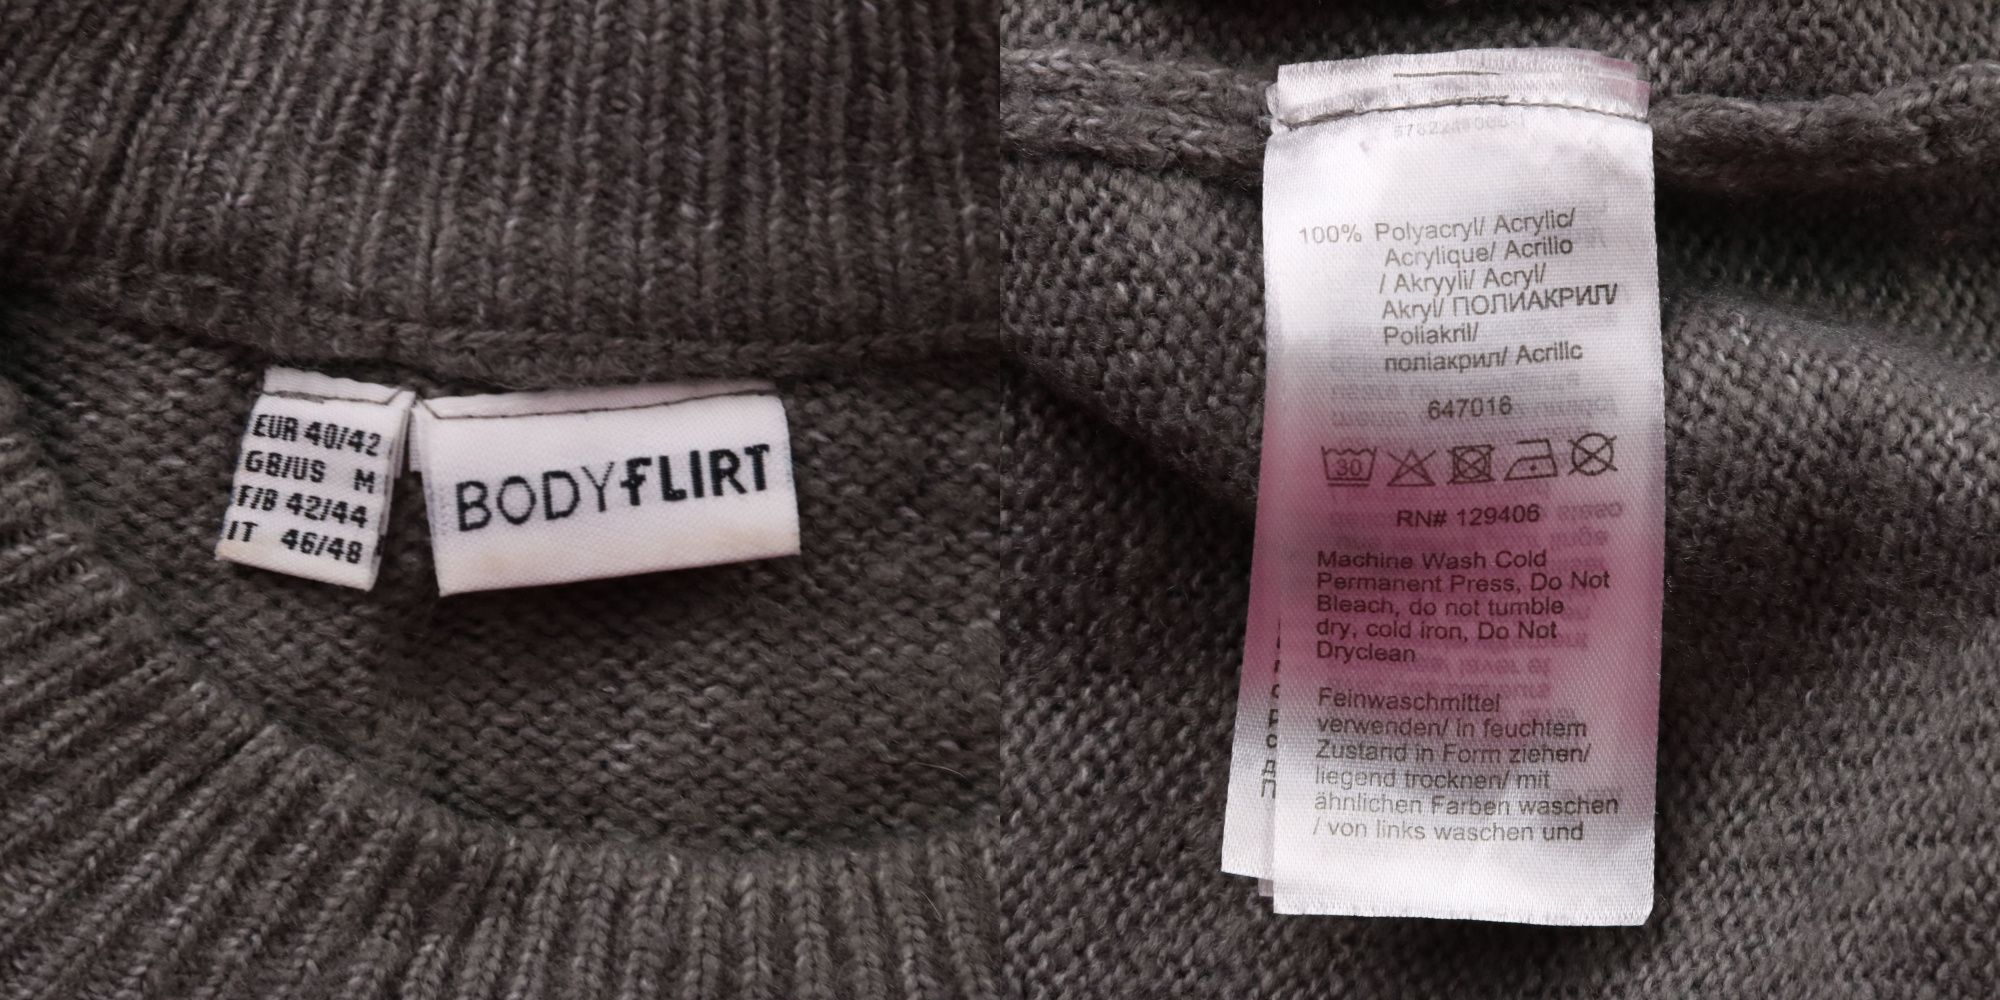 EUR 40/42
GB/US M
F/B 42/44
IT 46/48
BODYFLIRT
100% Polyacryl/ Acrylic/
Acrylique/ Acrilio
/ Akryyli/ Acryl/
Akryl/ ПОЛИАКРИЛ/
Poliakril/
поліакрил/ Acrilic
647016
30
RN# 129406
Machine Wash Cold
Permanent Press, Do Not
Bleach, do not tumble
dry, cold iron, Do Not
Dryclean
Feinwaschmittel
verwenden/ in feuchtem
Zustand in Form ziehen/
liegend trocknen/ mit
ähnlichen Farben waschen
/ von links waschen und